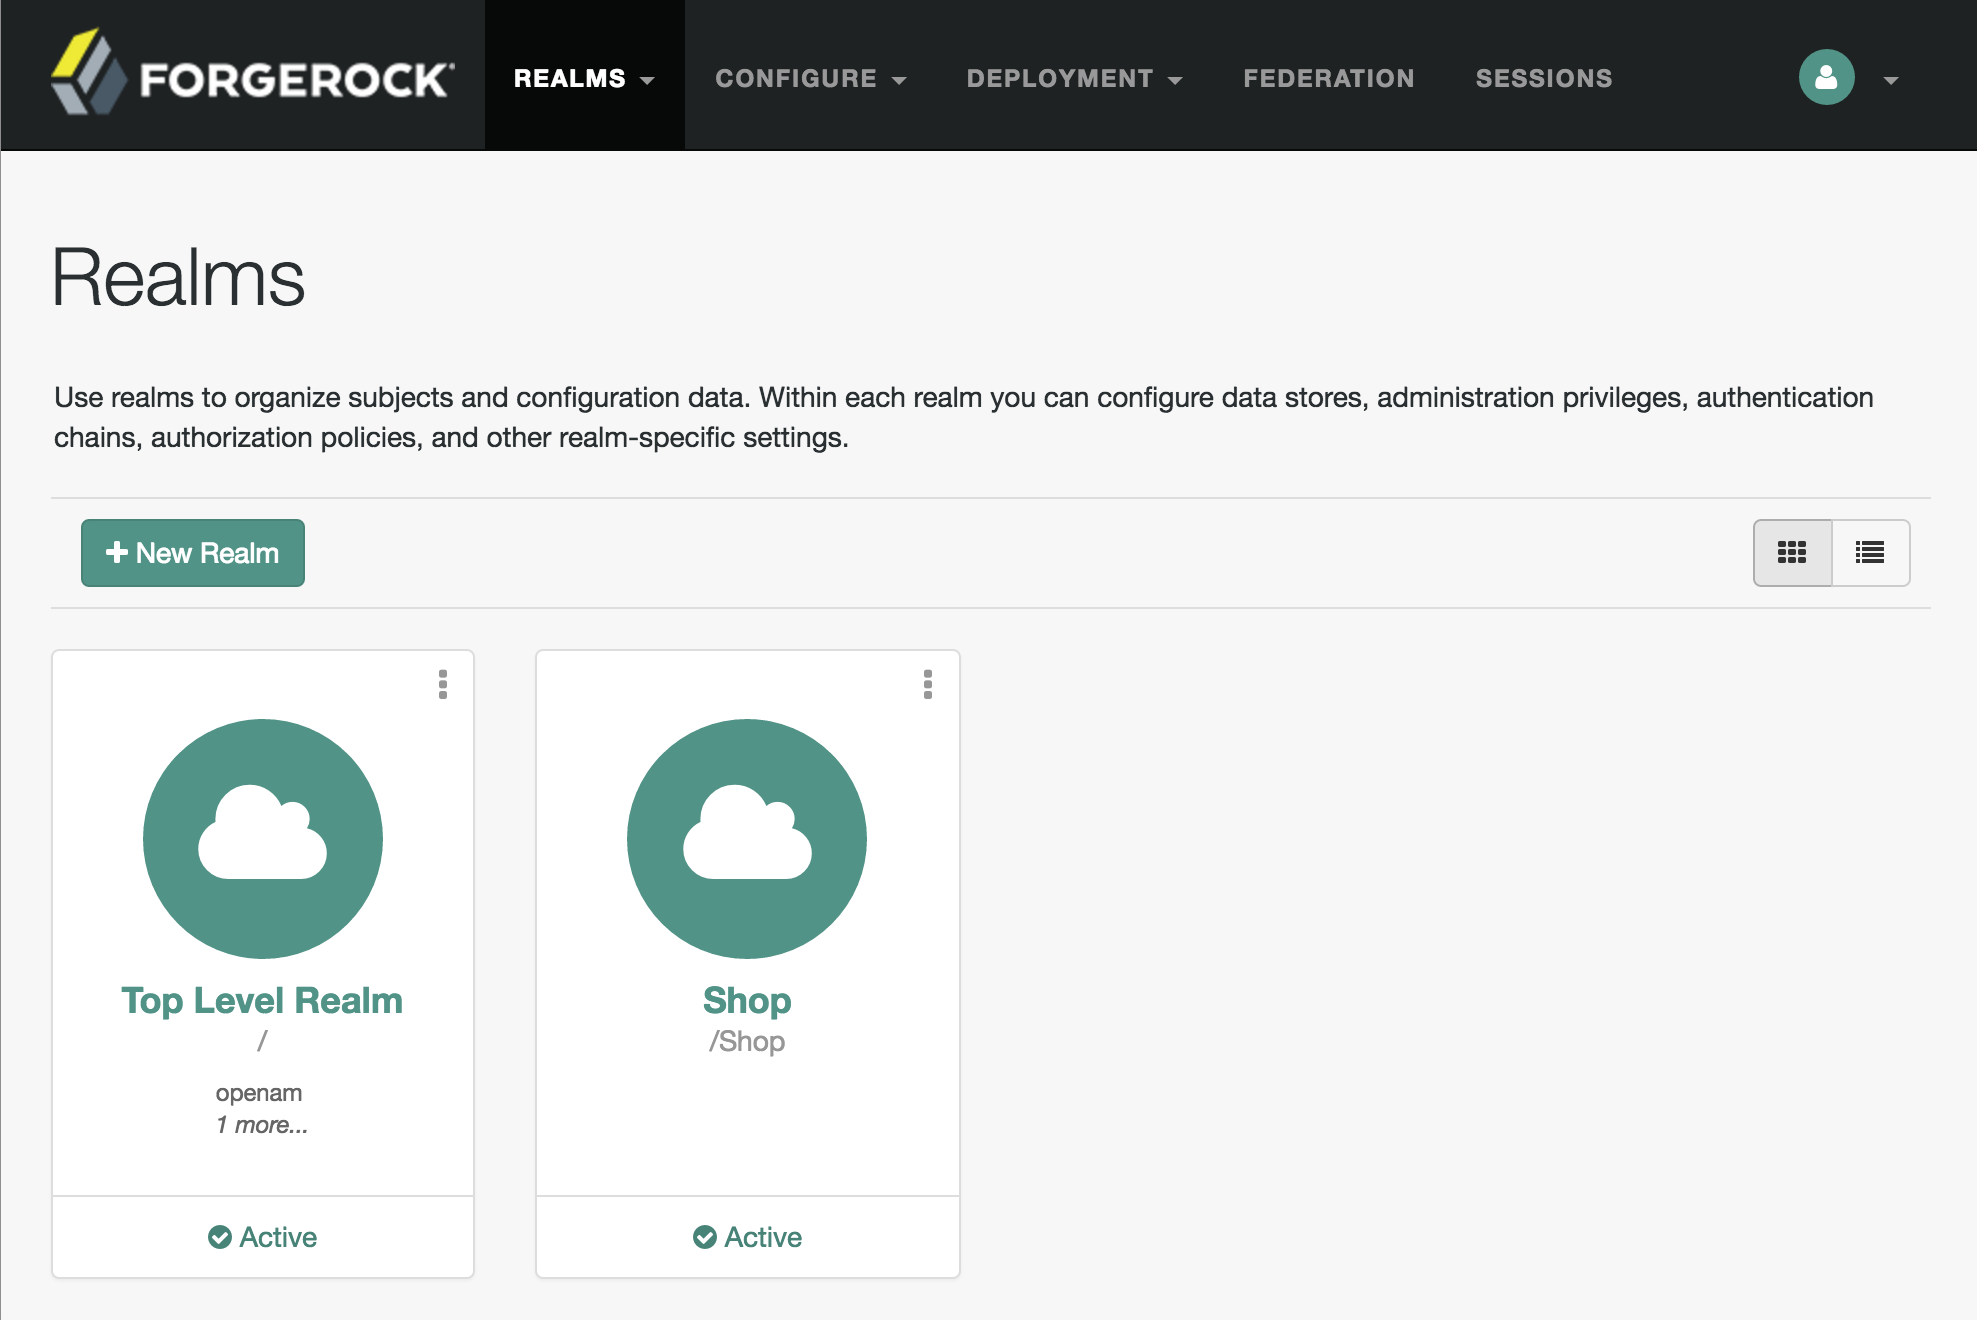 FORGEROCK
REALMS
CONFIGURE
DEPLOYMENT
FEDERATION
SESSIONS
Realms
Use realms to organize subjects and configuration data. Within each realm you can configure data stores, administration privileges, authentication
chains, authorization policies, and other realm-specific settings.
New Realm
Top Level Realm
/
openam
1 more...
Active
Shop
/Shop
Active